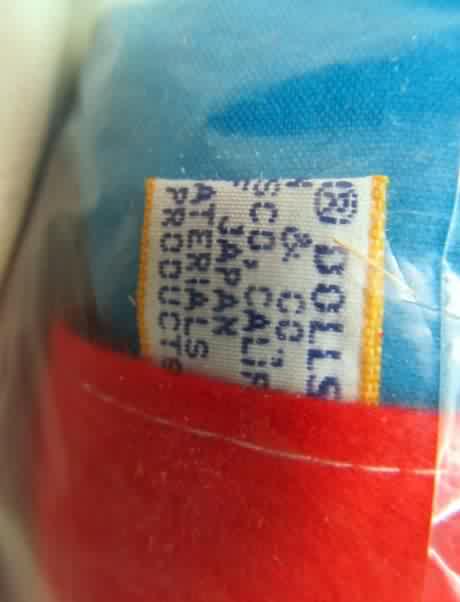 ® DOLLS
& CO.
SCO, CALIF
JAPAN
ATERIALS
PRODUCTS